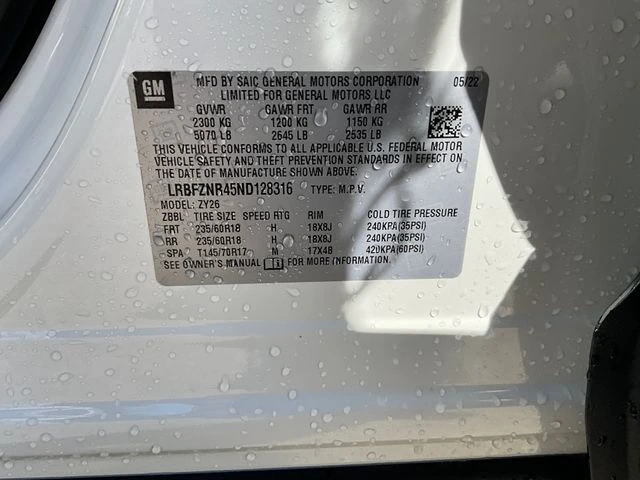 GM
MFD BY SAIC GENERAL MOTORS CORPORATION 05/22
LIMITED FOR GENERAL MOTORS LLC
GVWR GAWR FRT GAWR RR
2300 KG 1200 KG 1150 KG
5070 LB 2645 LB 2535 LB
THIS VEHICLE CONFORMS TO ALL APPLICABLE U.S. FEDERAL MOTOR
VEHICLE SAFETY AND THEFT PREVENTION STANDARDS IN EFFECT ON
THE DATE OF MANUFACTURE SHOWN ABOVE.
LRBFZNR45ND128316 TYPE: M.P.V.
MODEL: ZY26
ZBBL TIRE SIZE SPEED RTG RIM COLD TIRE PRESSURE
FRT 235/60R18 H 18X8J 240KPA(35PSI)
RR 235/60R18 H 18X8J 240KPA(35PSI)
SPA T145/70R17 M 17X4B 420KPA(60PSI)
SEE OWNER'S MANUAL FOR MORE INFORMATION.